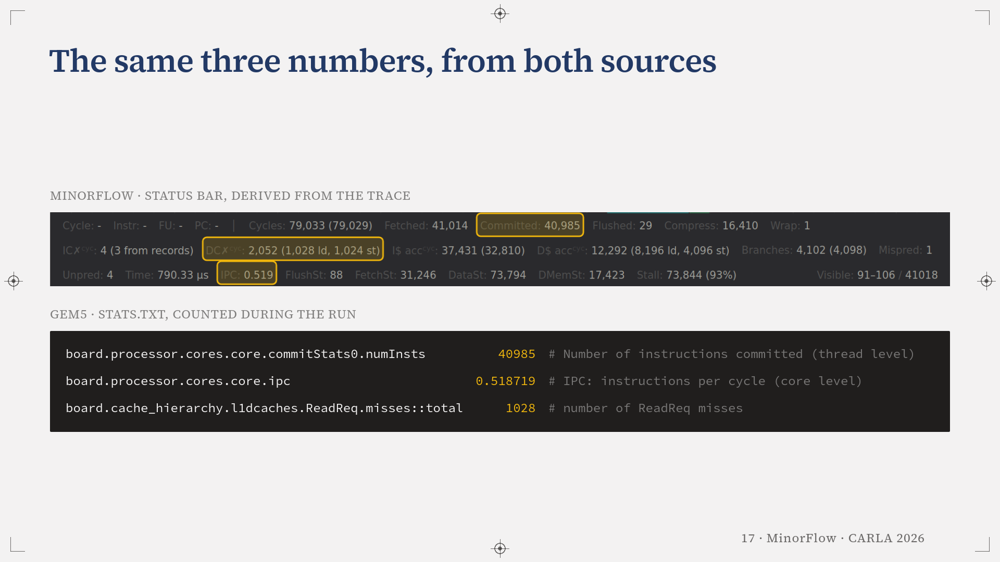 The same three numbers, from both sources
MINORFLOW · STATUS BAR, DERIVED FROM THE TRACE
Cycle: - Instr: - FU: - PC: - | Cycles: 79,033 (79,029) Fetched: 41,014 Committed: 40,985 Flushed: 29 Compress: 16,410 Wrap: 1
IC✗ᶜʸᶜ: 4 (3 from records) DC✗ᶜʸᶜ: 2,052 (1,028 ld, 1,024 st) I$ accᶜʸᶜ: 37,431 (32,810) D$ accᶜʸᶜ: 12,292 (8,196 ld, 4,096 st) Branches: 4,102 (4,098) Mispred: 1
Unpred: 4 Time: 790.33 µs IPC: 0.519 FlushSt: 88 FetchSt: 31,246 DataSt: 73,794 DMemSt: 17,423 Stall: 73,844 (93%) Visible: 91–106 / 41018
GEM5 · STATS.TXT, COUNTED DURING THE RUN
board.processor.cores.core.commitStats0.numInsts 40985 # Number of instructions committed (thread level)
board.processor.cores.core.ipc 0.518719 # IPC: instructions per cycle (core level)
board.cache_hierarchy.l1dcaches.ReadReq.misses::total 1028 # number of ReadReq misses
17 · MinorFlow · CARLA 2026